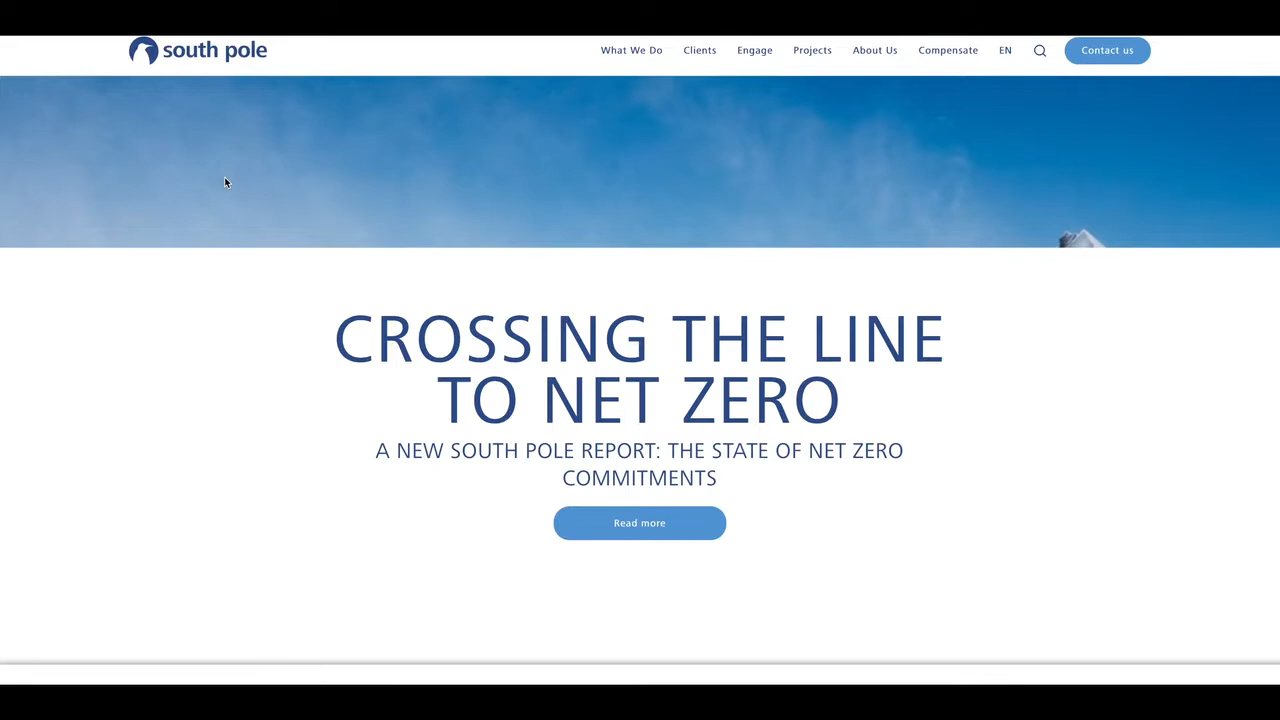 south pole
What We Do Clients Engage Projects About Us Compensate EN Contact us
CROSSING THE LINE
TO NET ZERO
A NEW SOUTH POLE REPORT: THE STATE OF NET ZERO
COMMITMENTS
Read more